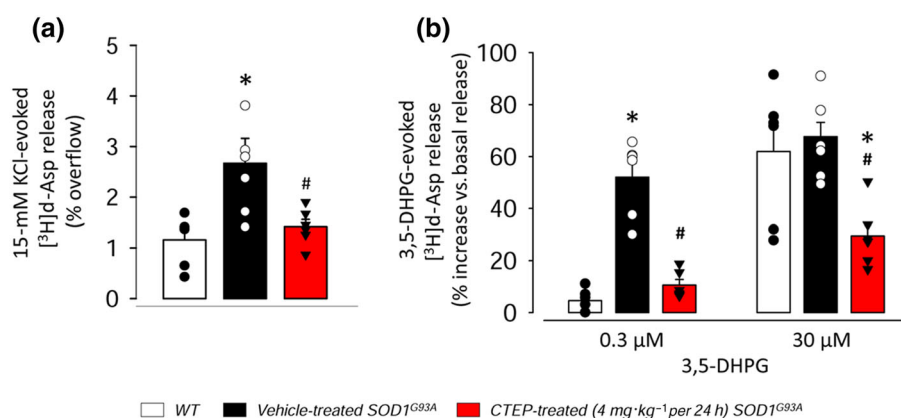 (a)
15-mM KCl-evoked
[³H]d-Asp release
(% overflow)
5
4
3
2
1
0
*
#
(b)
3,5-DHPG-evoked
[³H]d-Asp release
(% increase vs.basal release)
100
80
60
40
20
0
*
#
*
#
0.3 μM
30 μM
3,5-DHPG
WT
Vehicle-treated SOD1ᴳ⁹³ᴬ
CTEP-treated (4 mg·kg⁻¹ per 24 h) SOD1ᴳ⁹³ᴬ